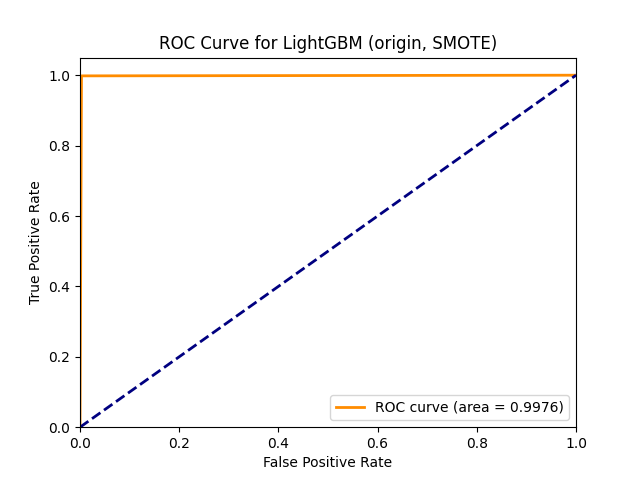 ROC Curve for LightGBM (origin, SMOTE)
1.0
0.8
0.6
0.4
0.2
0.0
True Positive Rate
ROC curve (area = 0.9976)
0.0 0.2 0.4 0.6 0.8 1.0
False Positive Rate